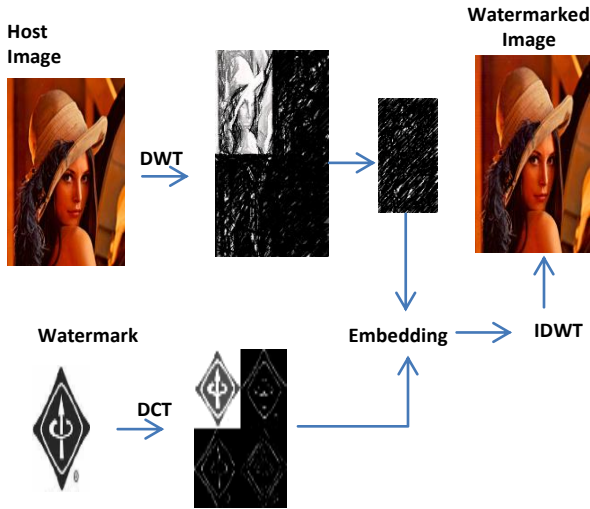 Host
Image
Watermarked
Image
DWT
Watermark
Embedding
IDWT
DCT